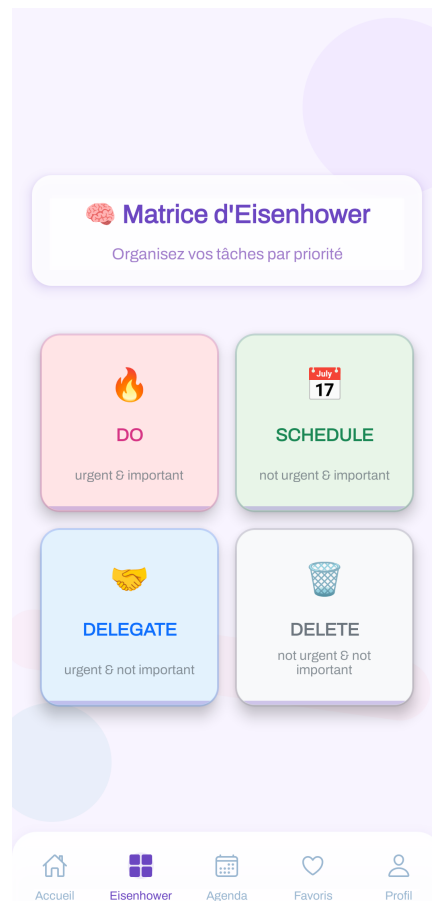 Matrice d'Eisenhower
Organisez vos tâches par priorité
July
17
DO
SCHEDULE
urgent & important
not urgent & important
DELEGATE
DELETE
urgent & not important
not urgent & not
important
Accueil
Eisenhower
Agenda
Favoris
Profil